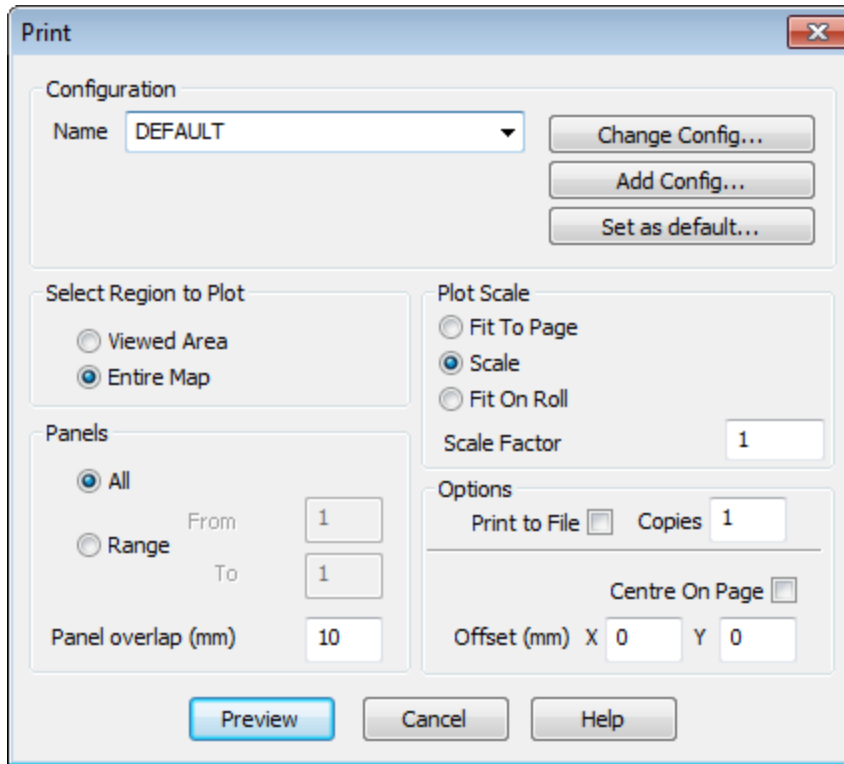 Print
Configuration
Name DEFAULT
Change Config...
Add Config...
Set as default...
Select Region to Plot
Viewed Area
Entire Map
Plot Scale
Fit To Page
Scale
Fit On Roll
Scale Factor 1
Panels
All
From 1
Range
To 1
Panel overlap (mm) 10
Options
Print to File Copies 1
Centre On Page
Offset (mm) X 0 Y 0
Preview Cancel Help